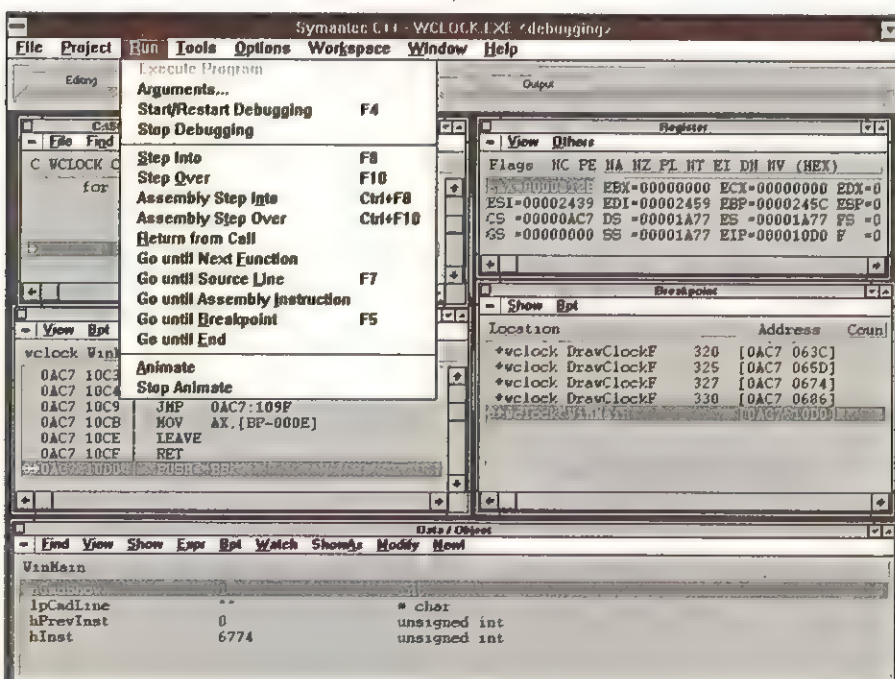 Symantec C++ - WCLOCK.EXE <debugging>
File Project Run Tools Options Workspace Window Help
Editing
Output
Execute Program
Arguments...
Start/Restart Debugging F4
Stop Debugging
Step Into F8
Step Over F10
Assembly Step Into Ctrl+F8
Assembly Step Over Ctrl+F10
Return from Call
Go until Next Function
Go until Source Line F7
Go until Assembly Instruction
Go until Breakpoint F5
Go until End
Animate
Stop Animate
File Find
C WCLOCK C
for
View Bpt
wclock
0AC7 10C3
0AC7 10C4
0AC7 10C9 JMP 0AC7:109F
0AC7 10CB MOV AX,[BP-000E]
0AC7 10CE LEAVE
0AC7 10CF RET
Register
View Others
Flags NC PE NA NZ PL NT EI DN NV (HEX)
EBX=00000000 ECX=00000000 EDX=0
ESI=00002439 EDI=00002459 EBP=0000245C ESP=0
CS =00000AC7 DS =00001A77 ES =00001A77 FS =0
GS =00000000 SS =00001A77 EIP=000010D0 F =0
Breakpoint
Show Bpt
Location Address Count
*wclock DrawClockF 320 [0AC7 063C]
*wclock DrawClockF 325 [0AC7 065D]
*wclock DrawClockF 327 [0AC7 0674]
*wclock DrawClockF 330 [0AC7 0686]
Data / Object
Find View Show Expr Bpt Watch ShowAs Modify New!
WinMain
lpCmdLine "" * char
hPrevInst 0 unsigned int
hInst 6774 unsigned int